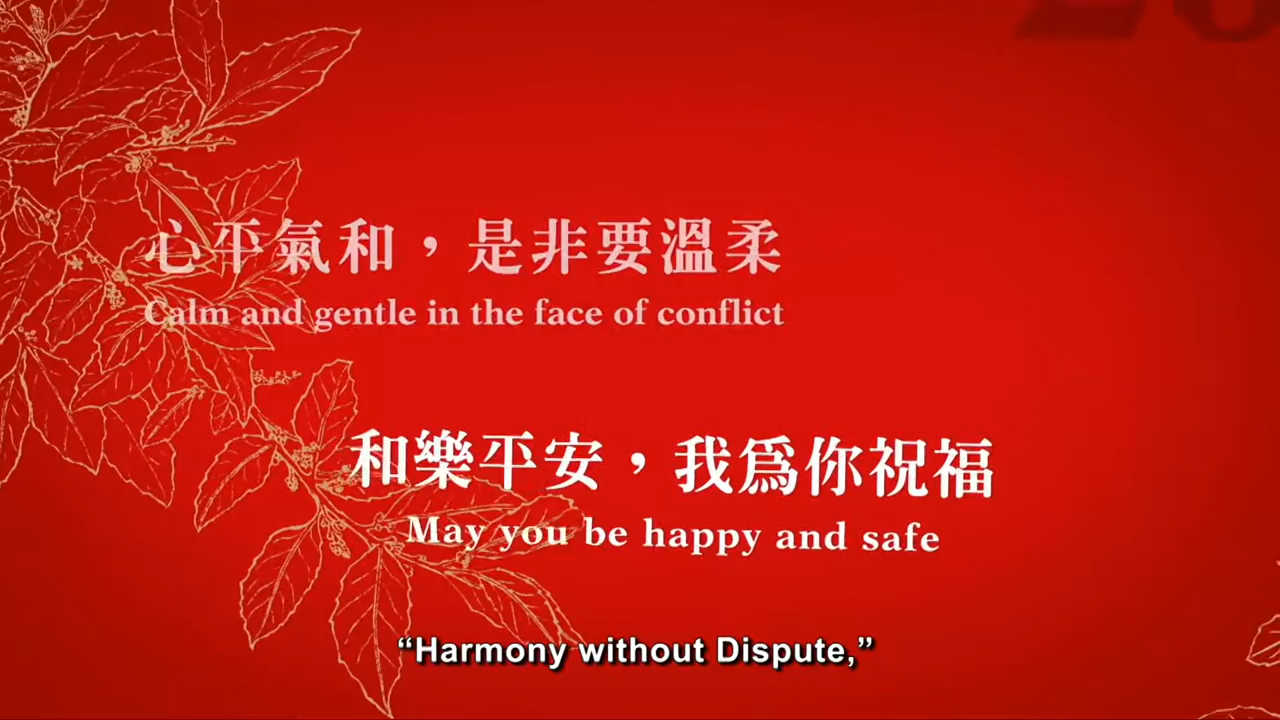 心平氣和，是非要溫柔
Calm and gentle in the face of conflict
和樂平安，我爲你祝福
May you be happy and safe
“Harmony without Dispute,”